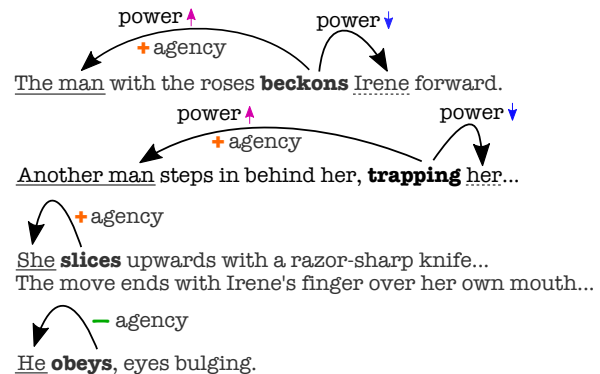 power power
+ agency
The man with the roses beckons Irene forward.
power power
+ agency
Another man steps in behind her, trapping her...
+ agency
She slices upwards with a razor-sharp knife...
The move ends with Irene's finger over her own mouth...
− agency
He obeys, eyes bulging.